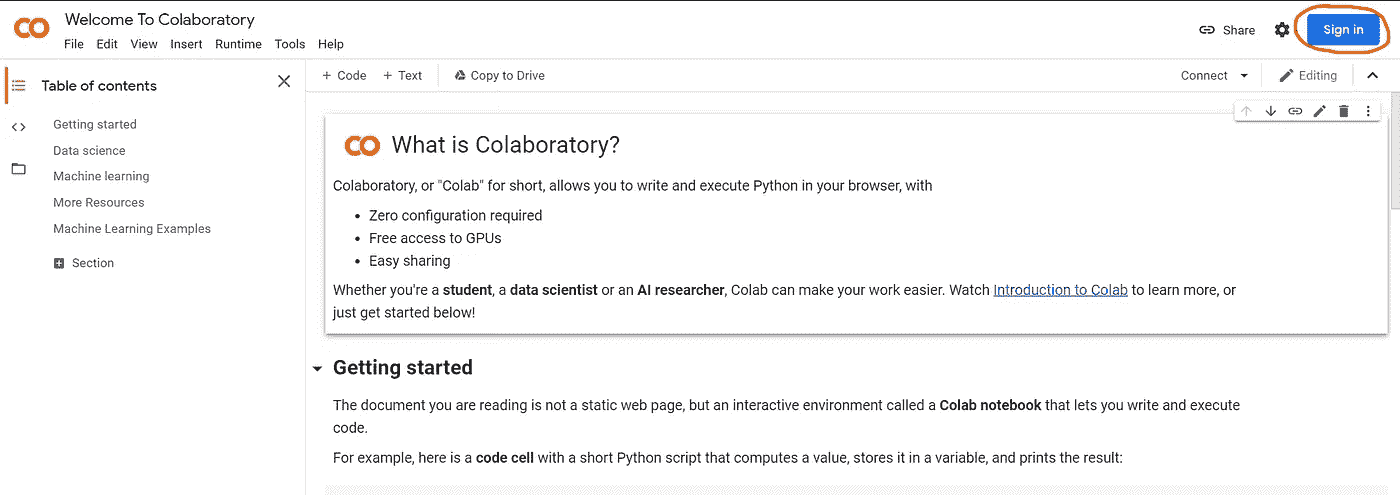 CO
Welcome To Colaboratory
File Edit View Insert Runtime Tools Help
Share
Sign in
Table of contents
Getting started
Data science
Machine learning
More Resources
Machine Learning Examples
Section
+ Code + Text Copy to Drive
Connect
Editing
CO What is Colaboratory?
Colaboratory, or "Colab" for short, allows you to write and execute Python in your browser, with
• Zero configuration required
• Free access to GPUs
• Easy sharing
Whether you're a student, a data scientist or an AI researcher, Colab can make your work easier. Watch Introduction to Colab to learn more, or
just get started below!
Getting started
The document you are reading is not a static web page, but an interactive environment called a Colab notebook that lets you write and execute
code.
For example, here is a code cell with a short Python script that computes a value, stores it in a variable, and prints the result: